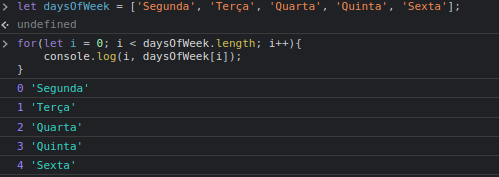 > let daysOfWeek = ['Segunda', 'Terça', 'Quarta', 'Quinta', 'Sexta'];
undefined
> for(let i = 0; i < daysOfWeek.length; i++){
console.log(i, daysOfWeek[i]);
}
0 'Segunda'
1 'Terça'
2 'Quarta'
3 'Quinta'
4 'Sexta'